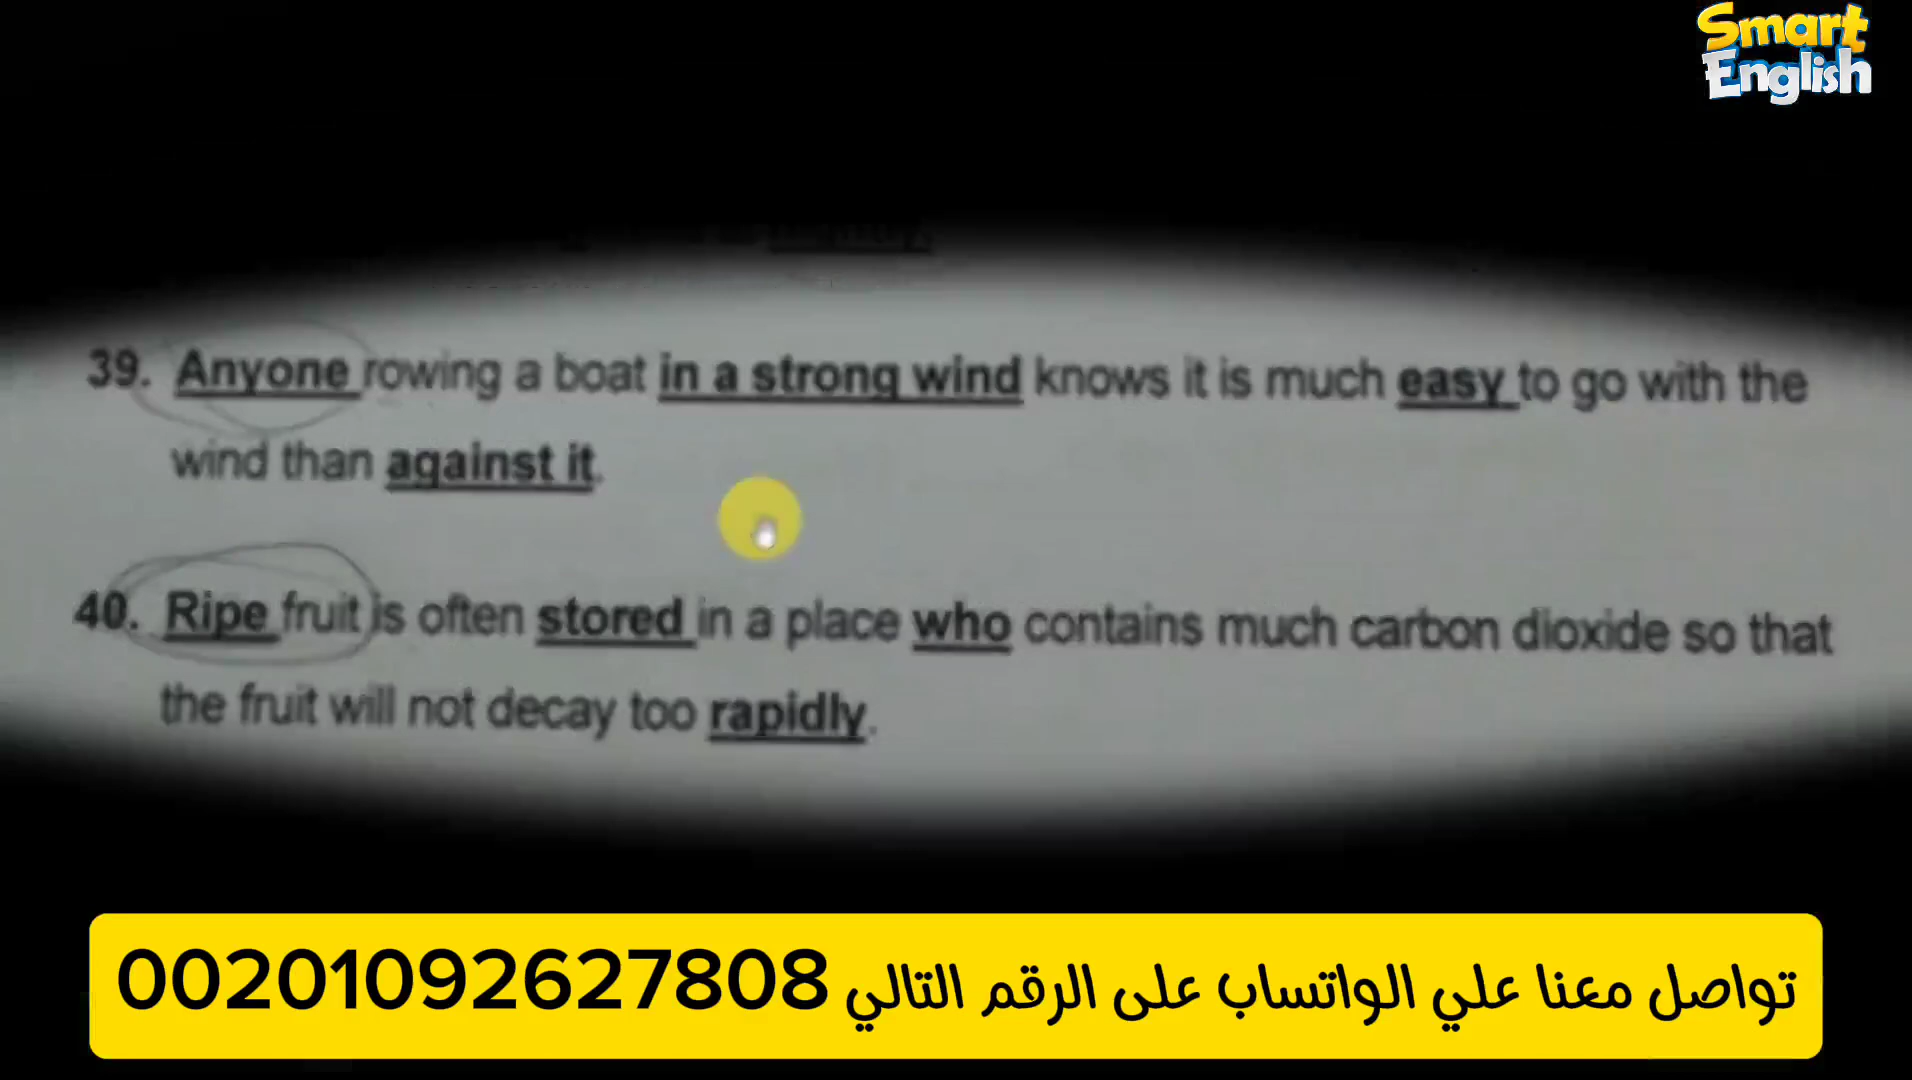 Smart
English
39. Anyone rowing a boat in a strong wind knows it is much easy to go with the
wind than against it.
40. Ripe fruit is often stored in a place who contains much carbon dioxide so that
the fruit will not decay too rapidly.
تواصل معنا علي الواتساب على الرقم التالي 00201092627808